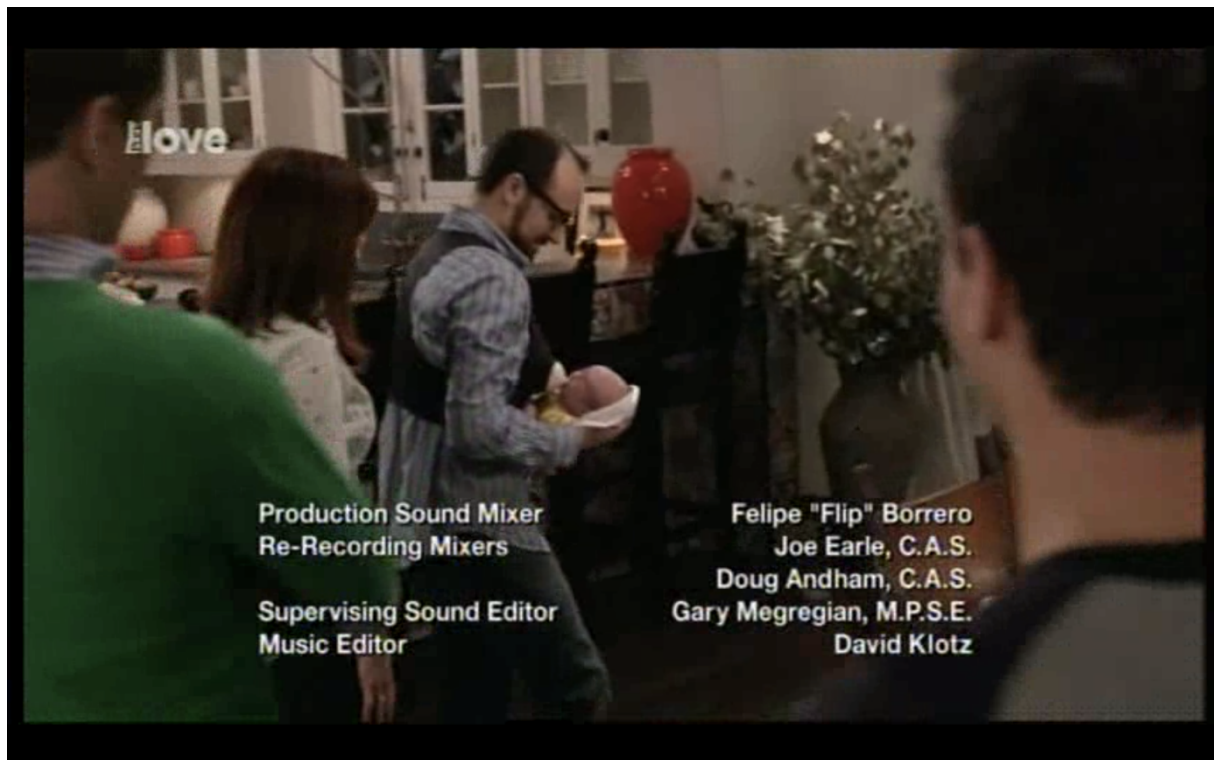 love
Production Sound Mixer Felipe "Flip" Borrero
Re-Recording Mixers Joe Earle, C.A.S.
Doug Andham, C.A.S.
Supervising Sound Editor Gary Megregian, M.P.S.E.
Music Editor David Klotz